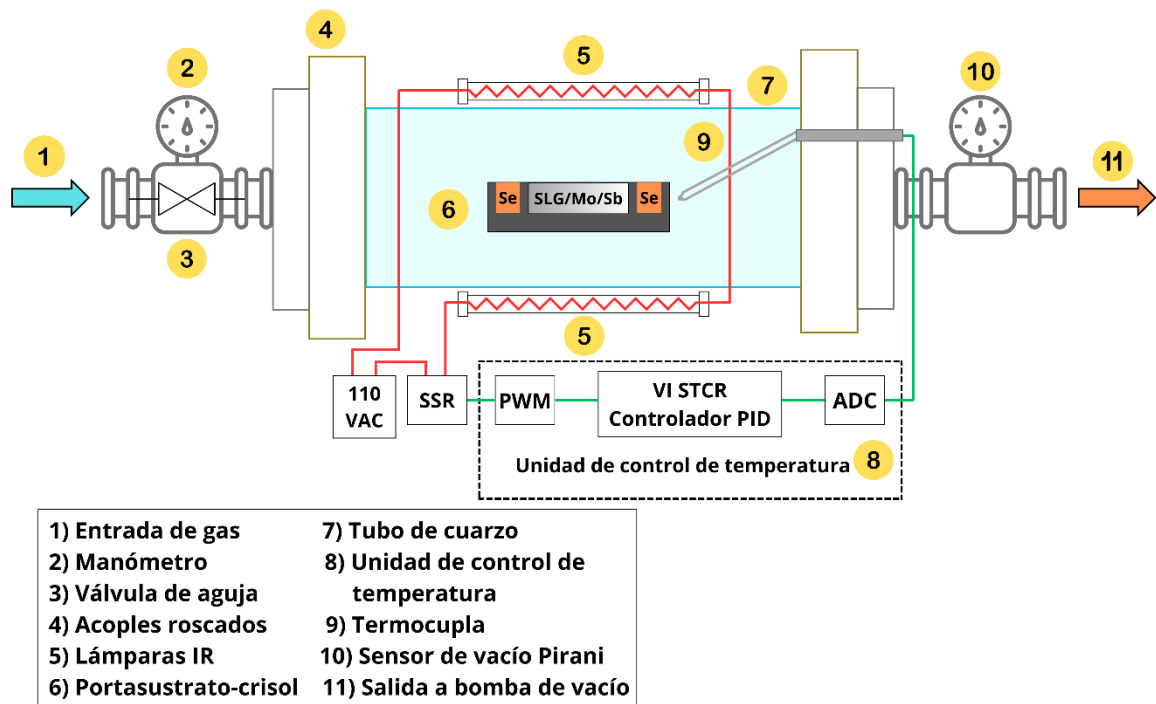 4
2
5
7
10
1
9
11
6
Se
SLG/Mo/Sb
Se
3
5
110
VAC
SSR
PWM
VI STCR
Controlador PID
ADC
Unidad de control de temperatura
8
1) Entrada de gas
2) Manómetro
3) Válvula de aguja
4) Acoples roscados
5) Lámparas IR
6) Portasustrato-crisol
7) Tubo de cuarzo
8) Unidad de control de
temperatura
9) Termocupla
10) Sensor de vacío Pirani
11) Salida a bomba de vacío